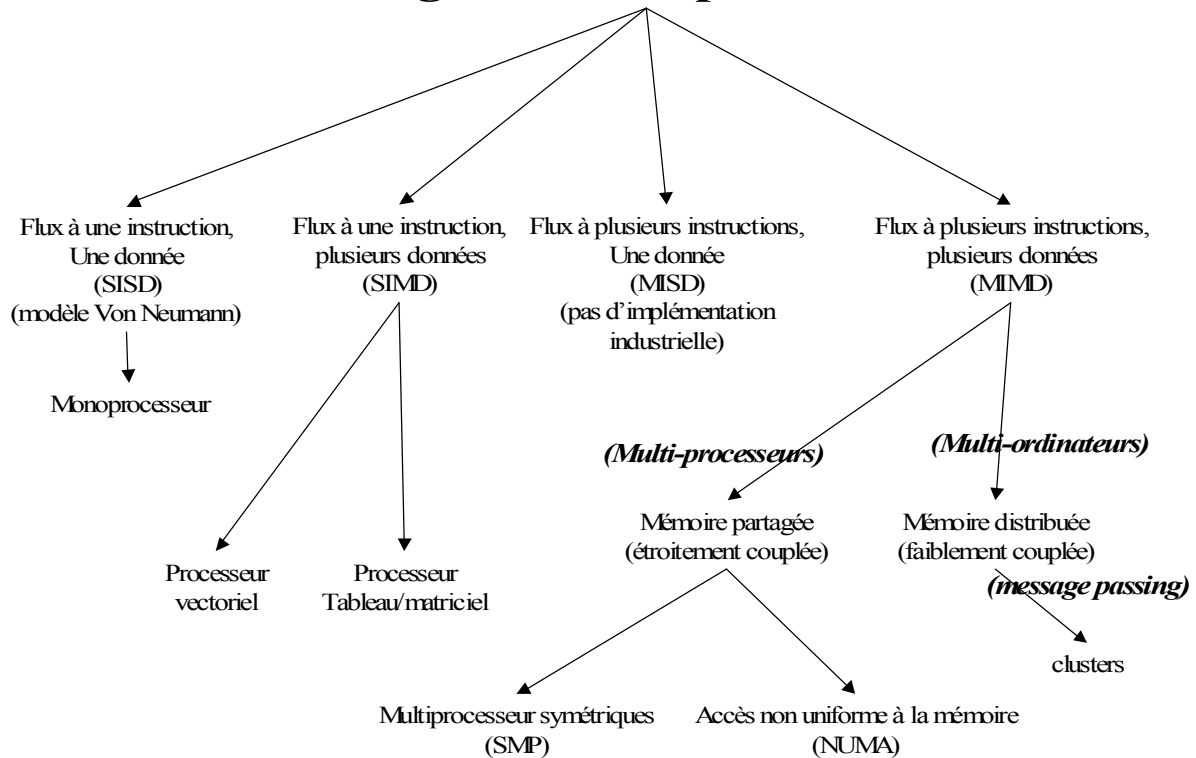 Flux à une instruction,
Une donnée
(SISD)
(modèle Von Neumann)
Flux à une instruction,
plusieurs données
(SIMD)
Flux à plusieurs instructions,
Une donnée
(MISD)
(pas d'implémentation
industrielle)
Flux à plusieurs instructions,
plusieurs données
(MIMD)
Monoprocesseur
(Multi-processeurs)
(Multi-ordinateurs)
Mémoire partagée
(étroitement couplée)
Mémoire distribuée
(faiblement couplée)
Processeur
vectoriel
Processeur
Tableau/matriciel
(message passing)
clusters
Multiprocesseur symétriques
(SMP)
Accès non uniforme à la mémoire
(NUMA)